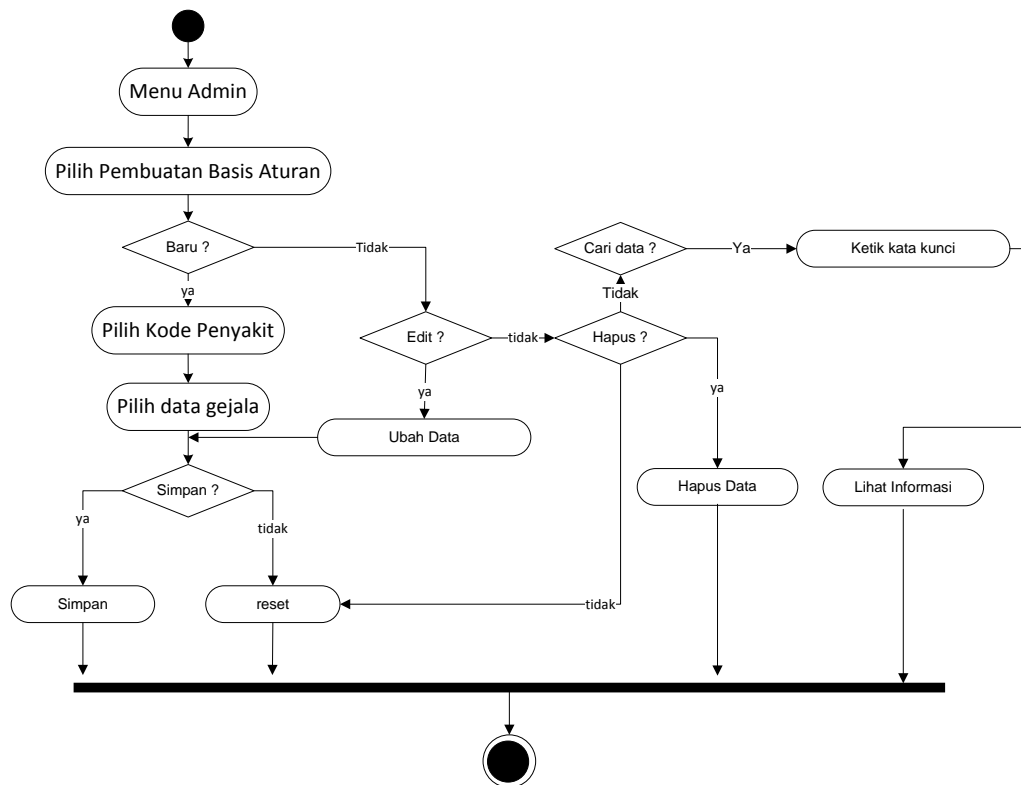 Menu Admin
Pilih Pembuatan Basis Aturan
Baru ?
Tidak
Cari data ?
Ya
Ketik kata kunci
ya
Tidak
Pilih Kode Penyakit
Edit ?
tidak
Hapus ?
ya
ya
Pilih data gejala
Ubah Data
Simpan ?
Hapus Data
Lihat Informasi
ya
tidak
Simpan
reset
tidak